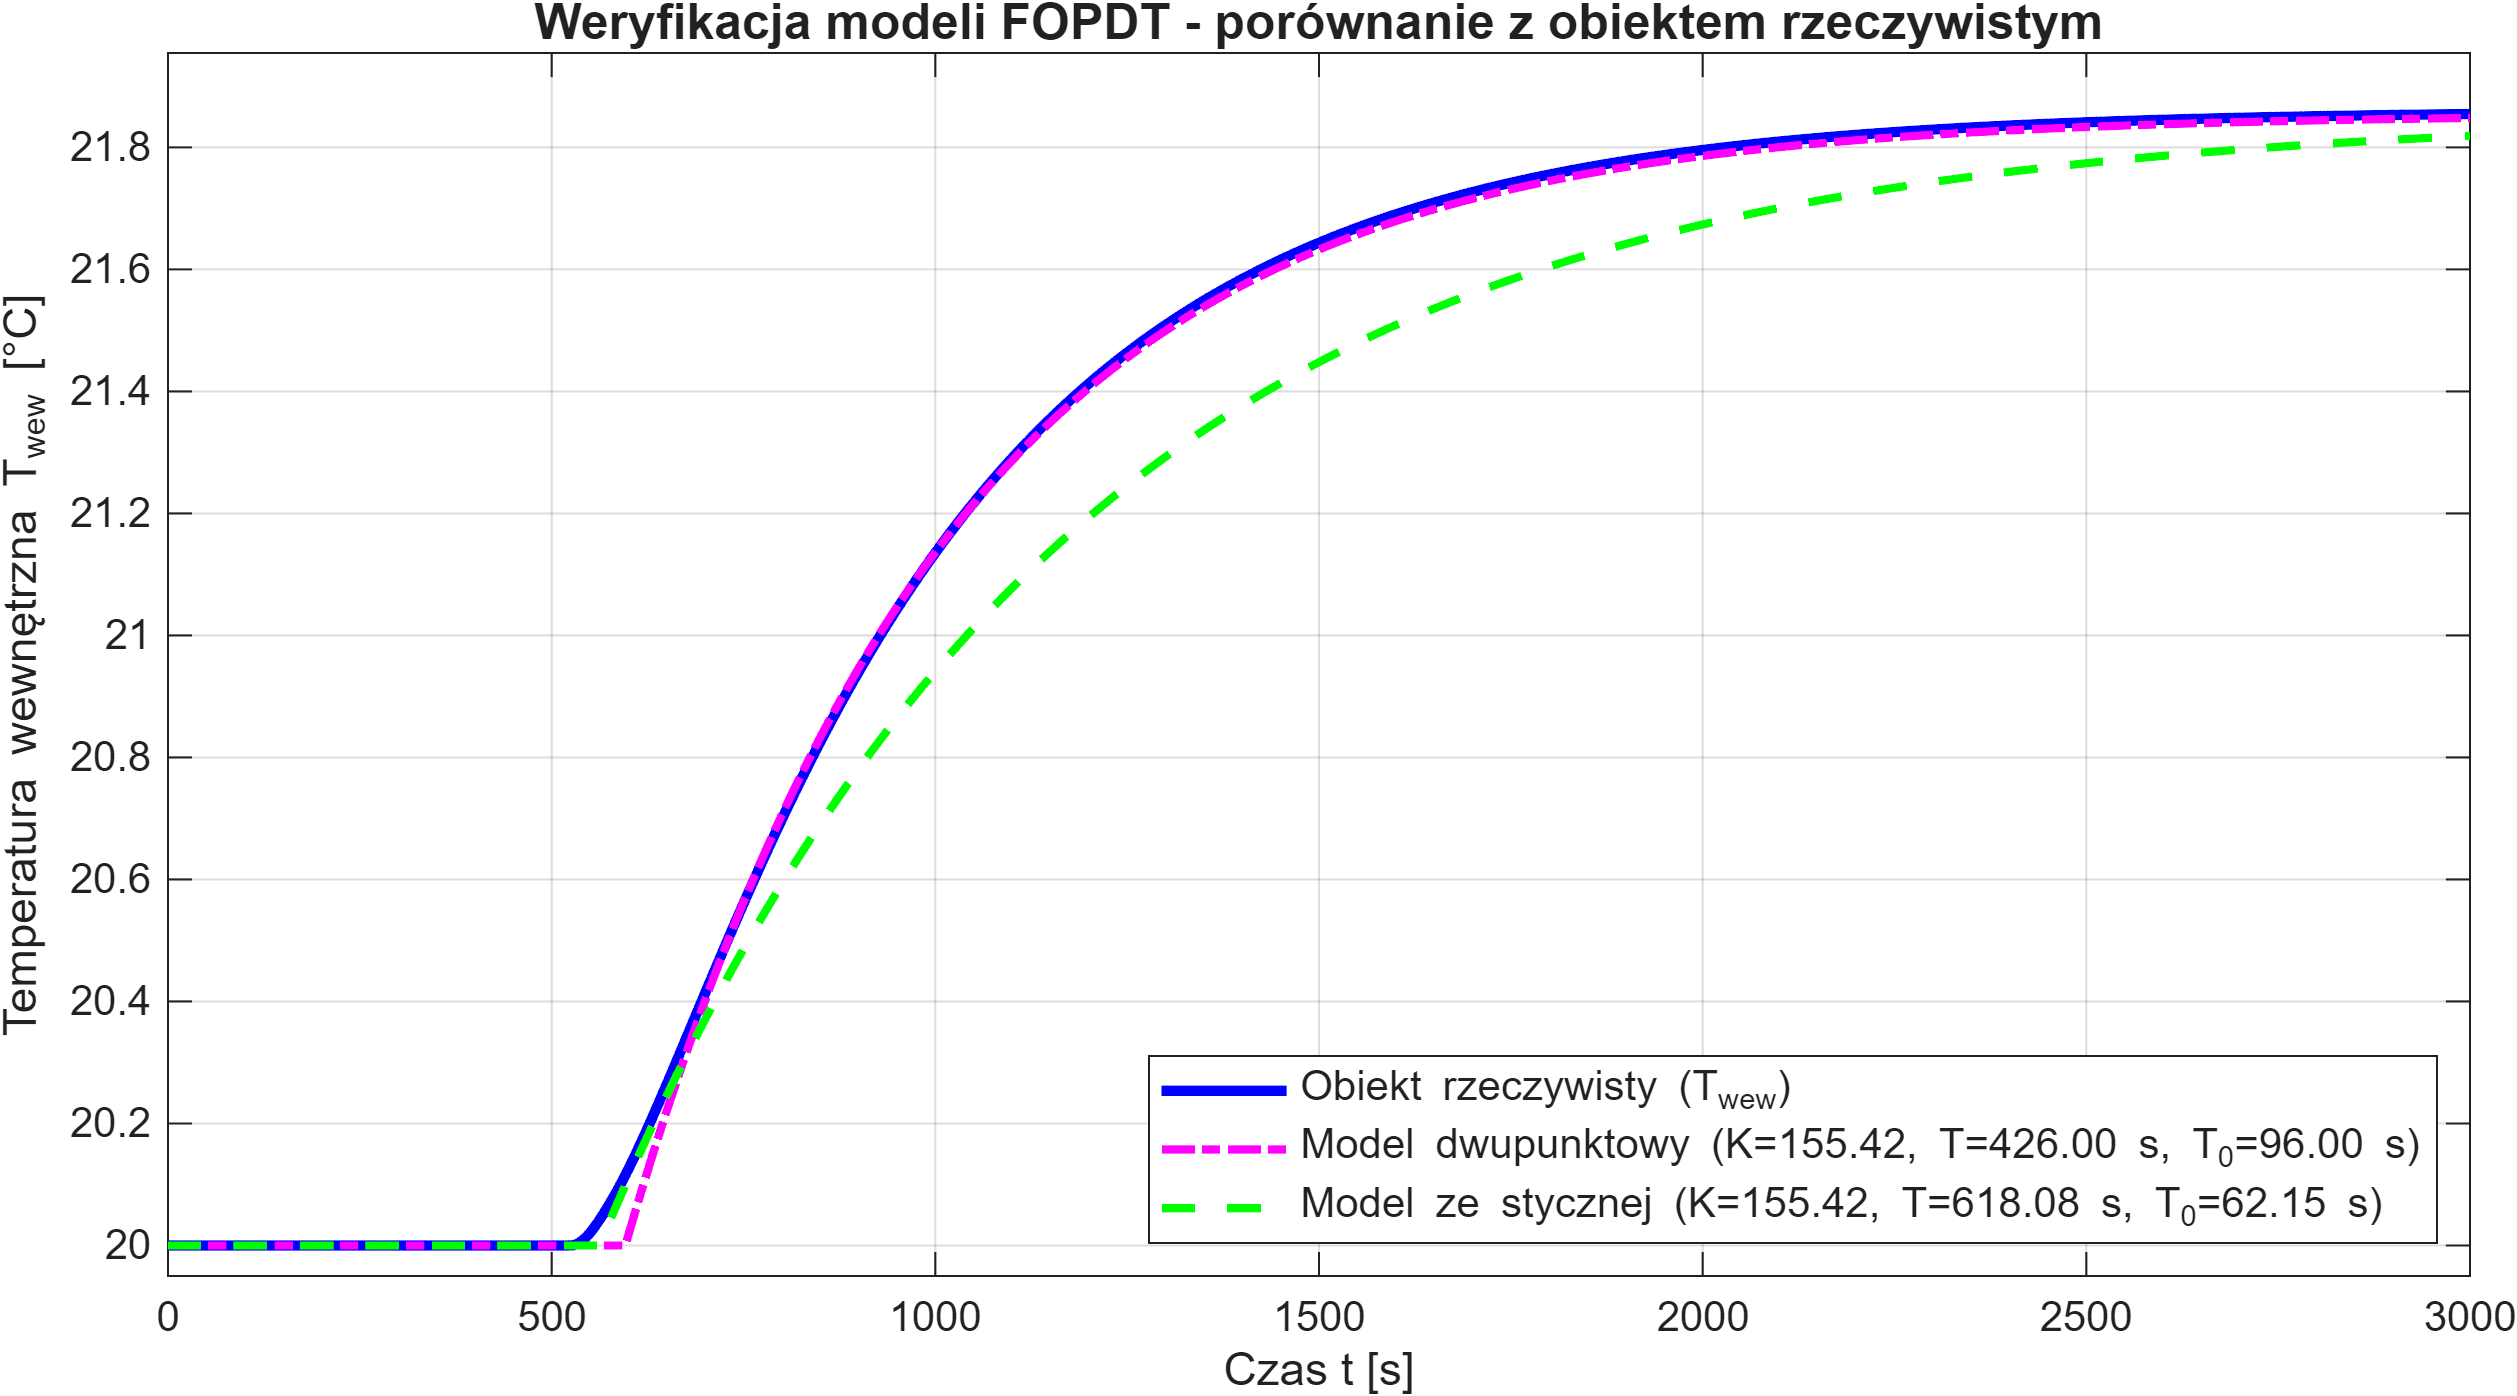 Weryfikacja modeli FOPDT - porównanie z obiektem rzeczywistym
Temperatura wewnętrzna T_wew [°C]
21.8
21.6
21.4
21.2
21
20.8
20.6
20.4
20.2
20
Obiekt rzeczywisty (T_wew)
Model dwupunktowy (K=155.42, T=426.00 s, T_0=96.00 s)
Model ze stycznej (K=155.42, T=618.08 s, T_0=62.15 s)
0 500 1000 1500 2000 2500 3000
Czas t [s]